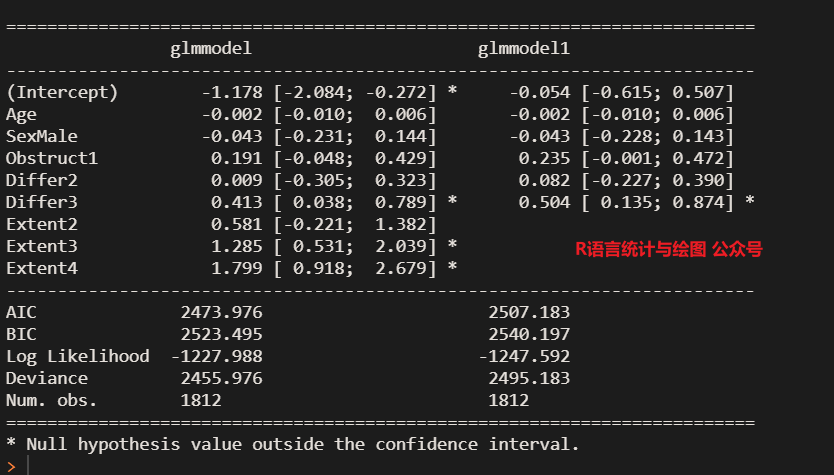 ===========================================================================
                glmmodel                       glmmodel1
---------------------------------------------------------------------------
(Intercept)        -1.178 [-2.084; -0.272] *     -0.054 [-0.615; 0.507]
Age                -0.002 [-0.010;  0.006]       -0.002 [-0.010; 0.006]
SexMale            -0.043 [-0.231;  0.144]       -0.043 [-0.228; 0.143]
Obstruct1           0.191 [-0.048;  0.429]        0.235 [-0.001; 0.472]
Differ2             0.009 [-0.305;  0.323]        0.082 [-0.227; 0.390]
Differ3             0.413 [ 0.038;  0.789] *      0.504 [ 0.135; 0.874] *
Extent2             0.581 [-0.221;  1.382]
Extent3             1.285 [ 0.531;  2.039] *
R语言统计与绘图 公众号
Extent4             1.799 [ 0.918;  2.679] *
---------------------------------------------------------------------------
AIC              2473.976                       2507.183
BIC              2523.495                       2540.197
Log Likelihood  -1227.988                      -1247.592
Deviance         2455.976                       2495.183
Num. obs.        1812                           1812
===========================================================================
* Null hypothesis value outside the confidence interval.
>